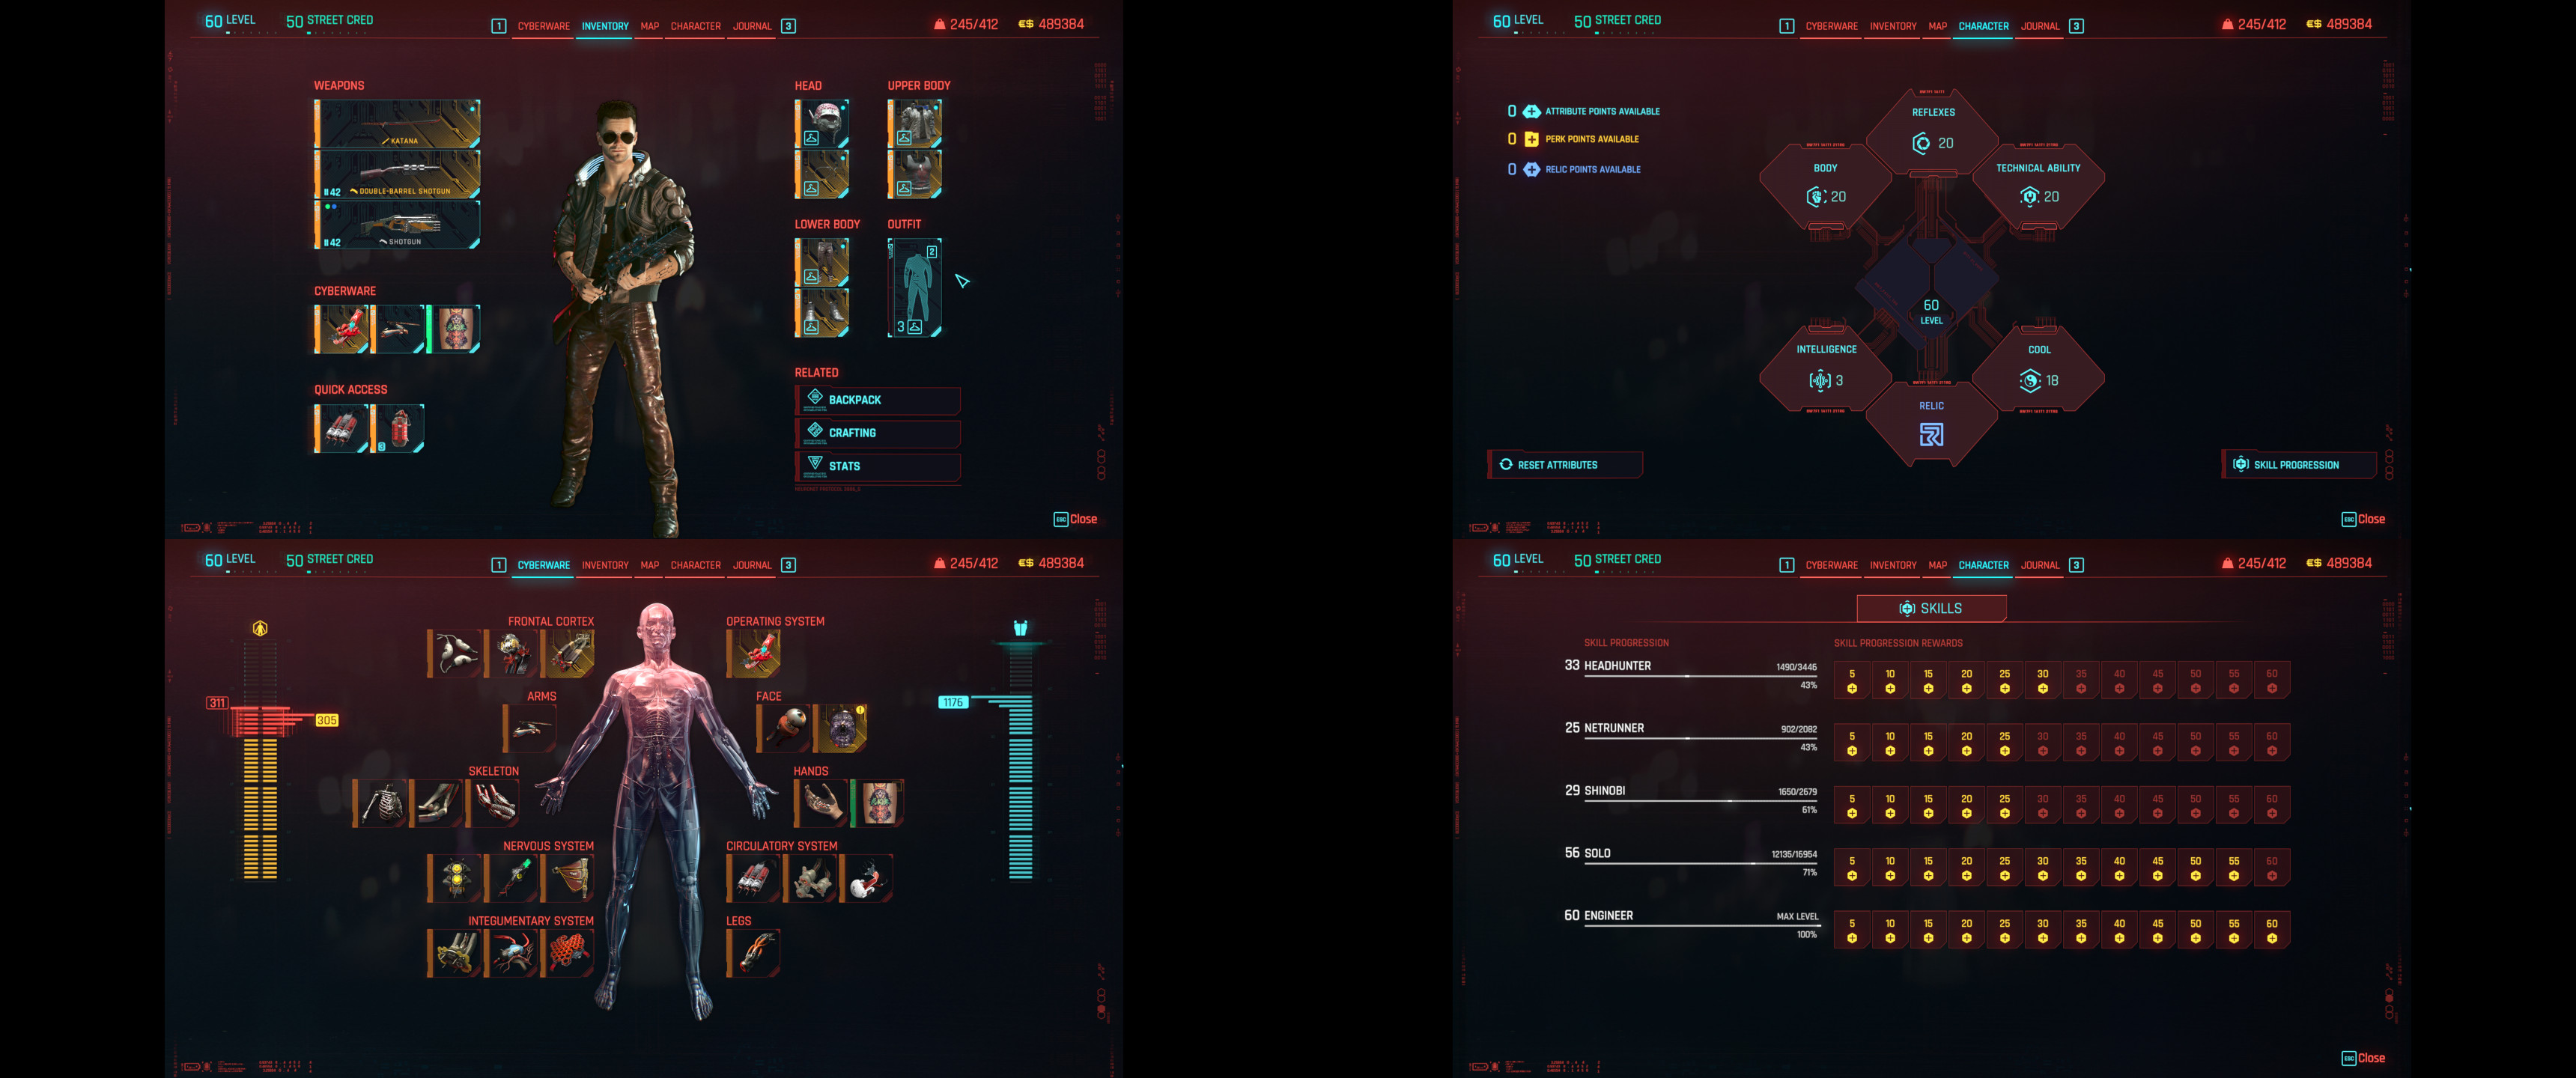 60 LEVEL
50 STREET CRED
1 CYBERWARE INVENTORY MAP CHARACTER JOURNAL 3
245/412
€$ 489384
WEAPONS
KATANA
42 DOUBLE-BARREL SHOTGUN
42 SHOTGUN
CYBERWARE
QUICK ACCESS
3
HEAD
UPPER BODY
LOWER BODY
OUTFIT
2
3
RELATED
BACKPACK
CRAFTING
STATS
ESC Close
60 LEVEL
50 STREET CRED
1 CYBERWARE INVENTORY MAP CHARACTER JOURNAL 3
245/412
€$ 489384
0 ATTRIBUTE POINTS AVAILABLE
0 PERK POINTS AVAILABLE
0 RELIC POINTS AVAILABLE
REFLEXES
20
BODY
20
TECHNICAL ABILITY
20
60
LEVEL
INTELLIGENCE
3
COOL
18
RELIC
RESET ATTRIBUTES
SKILL PROGRESSION
ESC Close
60 LEVEL
50 STREET CRED
1 CYBERWARE INVENTORY MAP CHARACTER JOURNAL 3
245/412
€$ 489384
311
305
FRONTAL CORTEX
OPERATING SYSTEM
ARMS
FACE
SKELETON
HANDS
NERVOUS SYSTEM
CIRCULATORY SYSTEM
INTEGUMENTARY SYSTEM
LEGS
1176
60 LEVEL
50 STREET CRED
1 CYBERWARE INVENTORY MAP CHARACTER JOURNAL 3
245/412
€$ 489384
SKILLS
SKILL PROGRESSION
SKILL PROGRESSION REWARDS
33 HEADHUNTER 1490/3446
43%
5 10 15 20 25 30 35 40 45 50 55 60
25 NETRUNNER 902/2082
43%
5 10 15 20 25 30 35 40 45 50 55 60
29 SHINOBI 1650/2679
61%
5 10 15 20 25 30 35 40 45 50 55 60
56 SOLO 12135/16954
71%
5 10 15 20 25 30 35 40 45 50 55 60
60 ENGINEER MAX LEVEL
100%
5 10 15 20 25 30 35 40 45 50 55 60
ESC Close